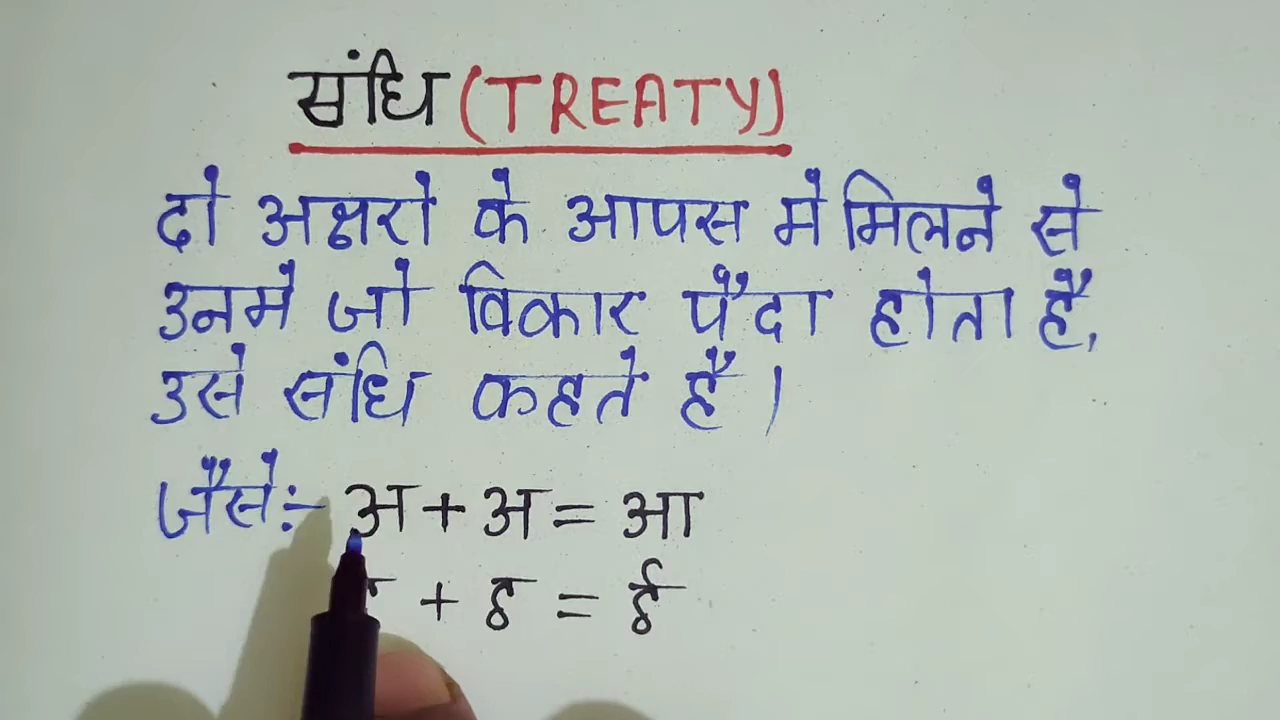 संधि (TREATY)
दो अक्षरो के आपस मे मिलने से
उनमे जो विकार पैदा होता है,
उसे संधि कहते है।
जैसे:- अ + अ = आ
+ इ = ई